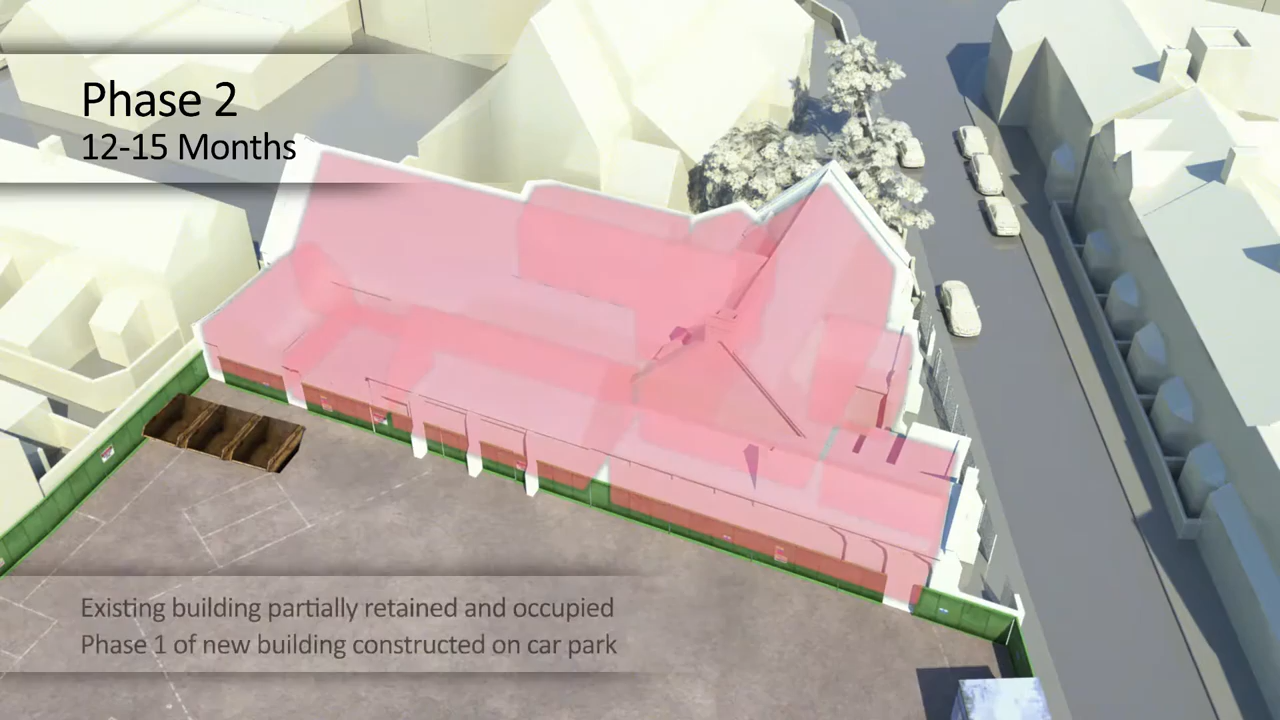 Phase 2
12-15 Months
Existing building partially retained and occupied
Phase 1 of new building constructed on car park